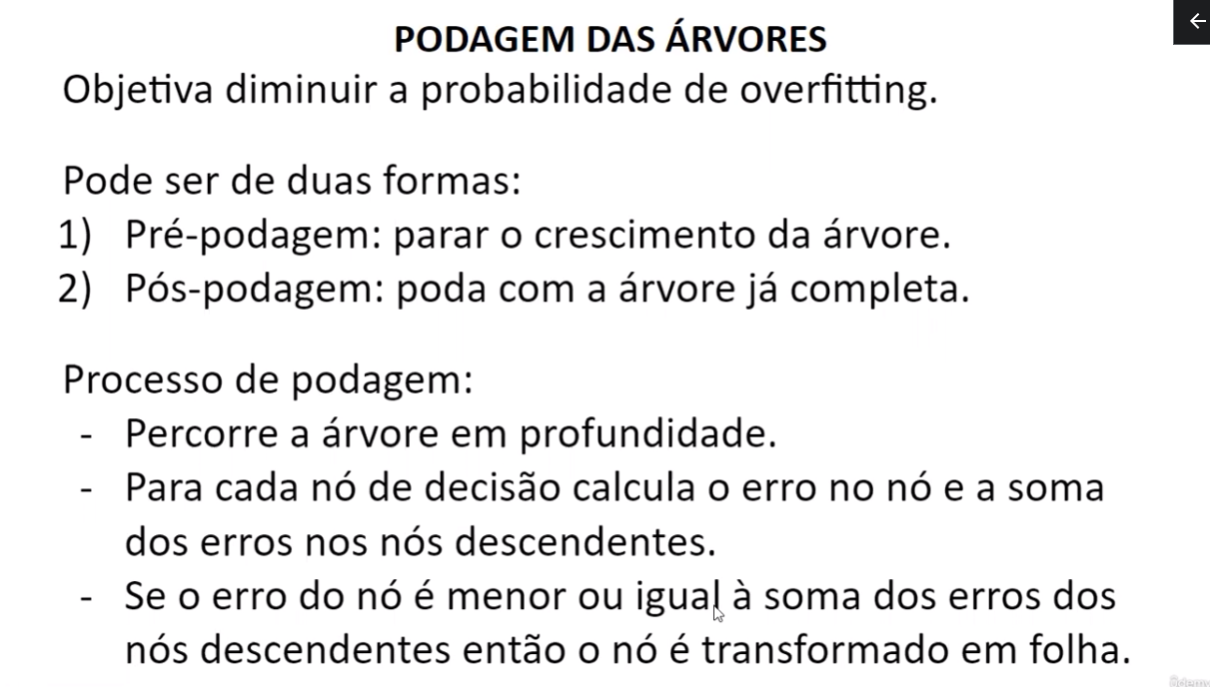 PODAGEM DAS ÁRVORES
Objetiva diminuir a probabilidade de overfitting.
Pode ser de duas formas:
1) Pré-podagem: parar o crescimento da árvore.
2) Pós-podagem: poda com a árvore já completa.
Processo de podagem:
- Percorre a árvore em profundidade.
- Para cada nó de decisão calcula o erro no nó e a soma
dos erros nos nós descendentes.
- Se o erro do nó é menor ou igual à soma dos erros dos
nós descendentes então o nó é transformado em folha.